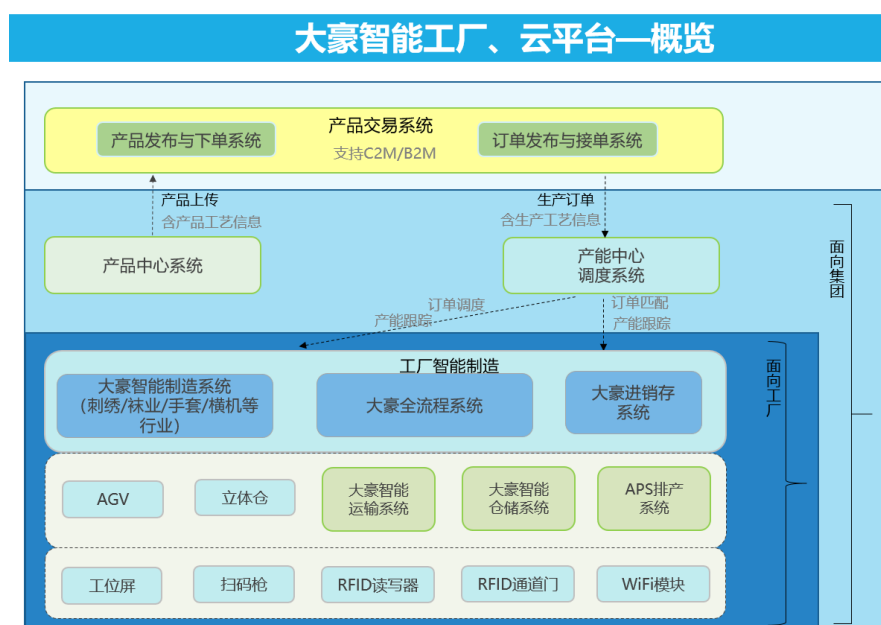 大豪智能工厂、云平台—概览
产品交易系统
产品发布与下单系统
支持C2M/B2M
订单发布与接单系统
产品上传
含产品工艺信息
生产订单
含生产工艺信息
产品中心系统
产能中心
调度系统
面向集团
订单调度
产能跟踪
订单匹配
产能跟踪
工厂智能制造
大豪智能制造系统
(刺绣/袜业/手套/横机等
行业)
大豪全流程系统
大豪进销存
系统
面向工厂
AGV
立体仓
大豪智能
运输系统
大豪智能
仓储系统
APS排产
系统
工位屏
扫码枪
RFID读写器
RFID通道门
WiFi模块